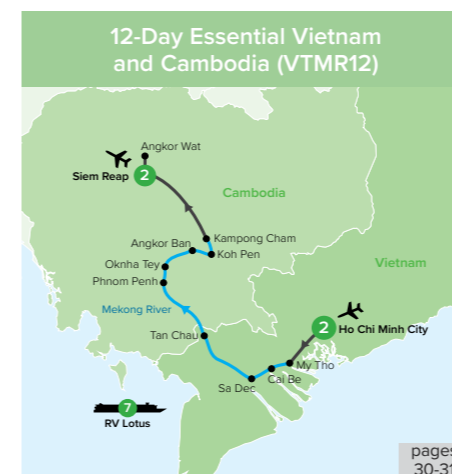 12-Day Essential Vietnam
and Cambodia (VTMR12)
Angkor Wat
Siem Reap 2
Cambodia
Kampong Cham
Angkor Ban
Koh Pen
Oknha Tey
Vietnam
Phnom Penh
Mekong River
2 Ho Chi Minh City
Tan Chau
My Tho
Cai Be
Sa Dec
7
RV Lotus
pages
30-31